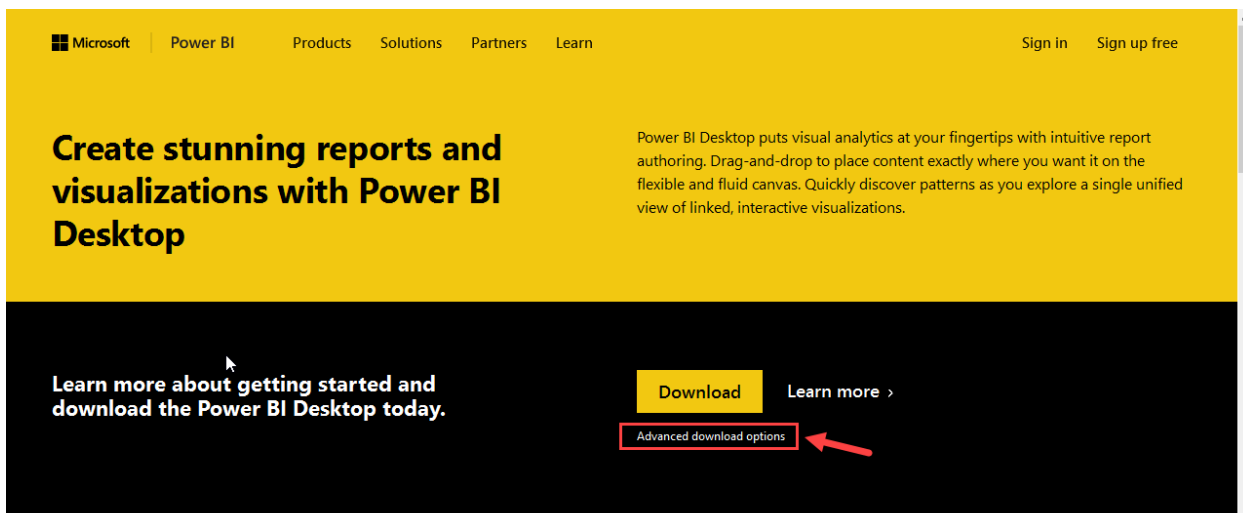 Microsoft Power BI Products Solutions Partners Learn Sign in Sign up free
Create stunning reports and
visualizations with Power BI
Desktop
Power BI Desktop puts visual analytics at your fingertips with intuitive report
authoring. Drag-and-drop to place content exactly where you want it on the
flexible and fluid canvas. Quickly discover patterns as you explore a single unified
view of linked, interactive visualizations.
Learn more about getting started and
download the Power BI Desktop today.
Download Learn more ›
Advanced download options